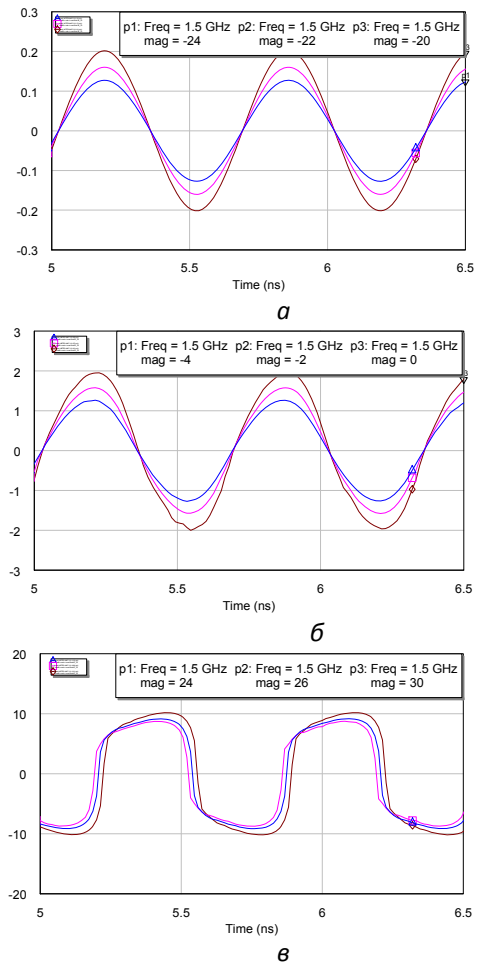 p1: Freq = 1.5 GHz p2: Freq = 1.5 GHz p3: Freq = 1.5 GHz
mag = -24 mag = -22 mag = -20
0.3
0.2
0.1
0
-0.1
-0.2
-0.3
5 5.5 6 6.5
Time (ns)
а
p1: Freq = 1.5 GHz p2: Freq = 1.5 GHz p3: Freq = 1.5 GHz
mag = -4 mag = -2 mag = 0
3
2
1
0
-1
-2
-3
5 5.5 6 6.5
Time (ns)
б
p1: Freq = 1.5 GHz p2: Freq = 1.5 GHz p3: Freq = 1.5 GHz
mag = 24 mag = 26 mag = 30
20
10
0
-10
-20
5 5.5 6 6.5
Time (ns)
в